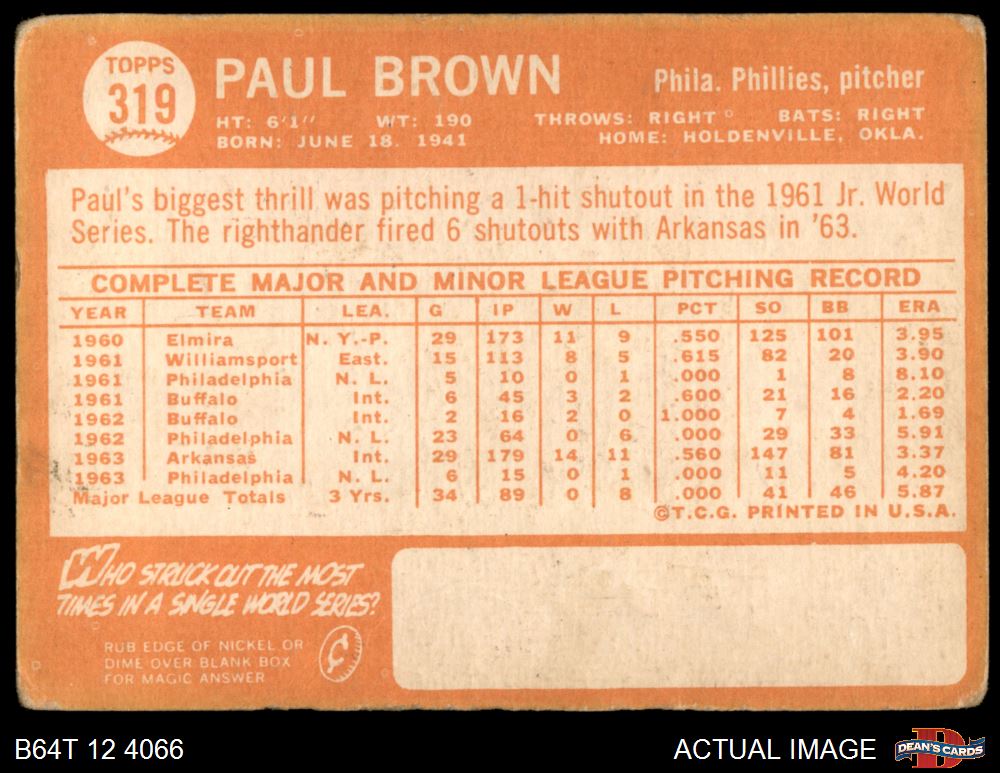 TOPPS
319
PAUL BROWN
Phila. Phillies, pitcher
HT: 6'1" WT: 190 THROWS: RIGHT BATS: RIGHT
BORN: JUNE 18. 1941 HOME: HOLDENVILLE, OKLA.
Paul's biggest thrill was pitching a 1-hit shutout in the 1961 Jr. World
Series. The righthander fired 6 shutouts with Arkansas in '63.
COMPLETE MAJOR AND MINOR LEAGUE PITCHING RECORD
YEAR TEAM LEA. G IP W L PCT SO BB ERA
1960 Elmira N. Y.-P. 29 173 11 9 .550 125 101 3.95
1961 Williamsport East. 15 113 8 5 .615 82 20 3.90
1961 Philadelphia N. L. 5 10 0 1 .000 1 8 8.10
1961 Buffalo Int. 6 45 3 2 .600 21 16 2.20
1962 Buffalo Int. 2 16 2 0 1.000 7 4 1.69
1962 Philadelphia N. L. 23 64 0 6 .000 29 33 5.91
1963 Arkansas Int. 29 179 14 11 .560 147 81 3.37
1963 Philadelphia N. L. 6 15 0 1 .000 11 5 4.20
Major League Totals 3 Yrs. 34 89 0 8 .000 41 46 5.87
©T.C.G. PRINTED IN U.S.A.
WHO STRUCK OUT THE MOST
TIMES IN A SINGLE WORLD SERIES?
RUB EDGE OF NICKEL OR
DIME OVER BLANK BOX
FOR MAGIC ANSWER
¢
B64T 12 4066
ACTUAL IMAGE
D
DEAN'S CARDS